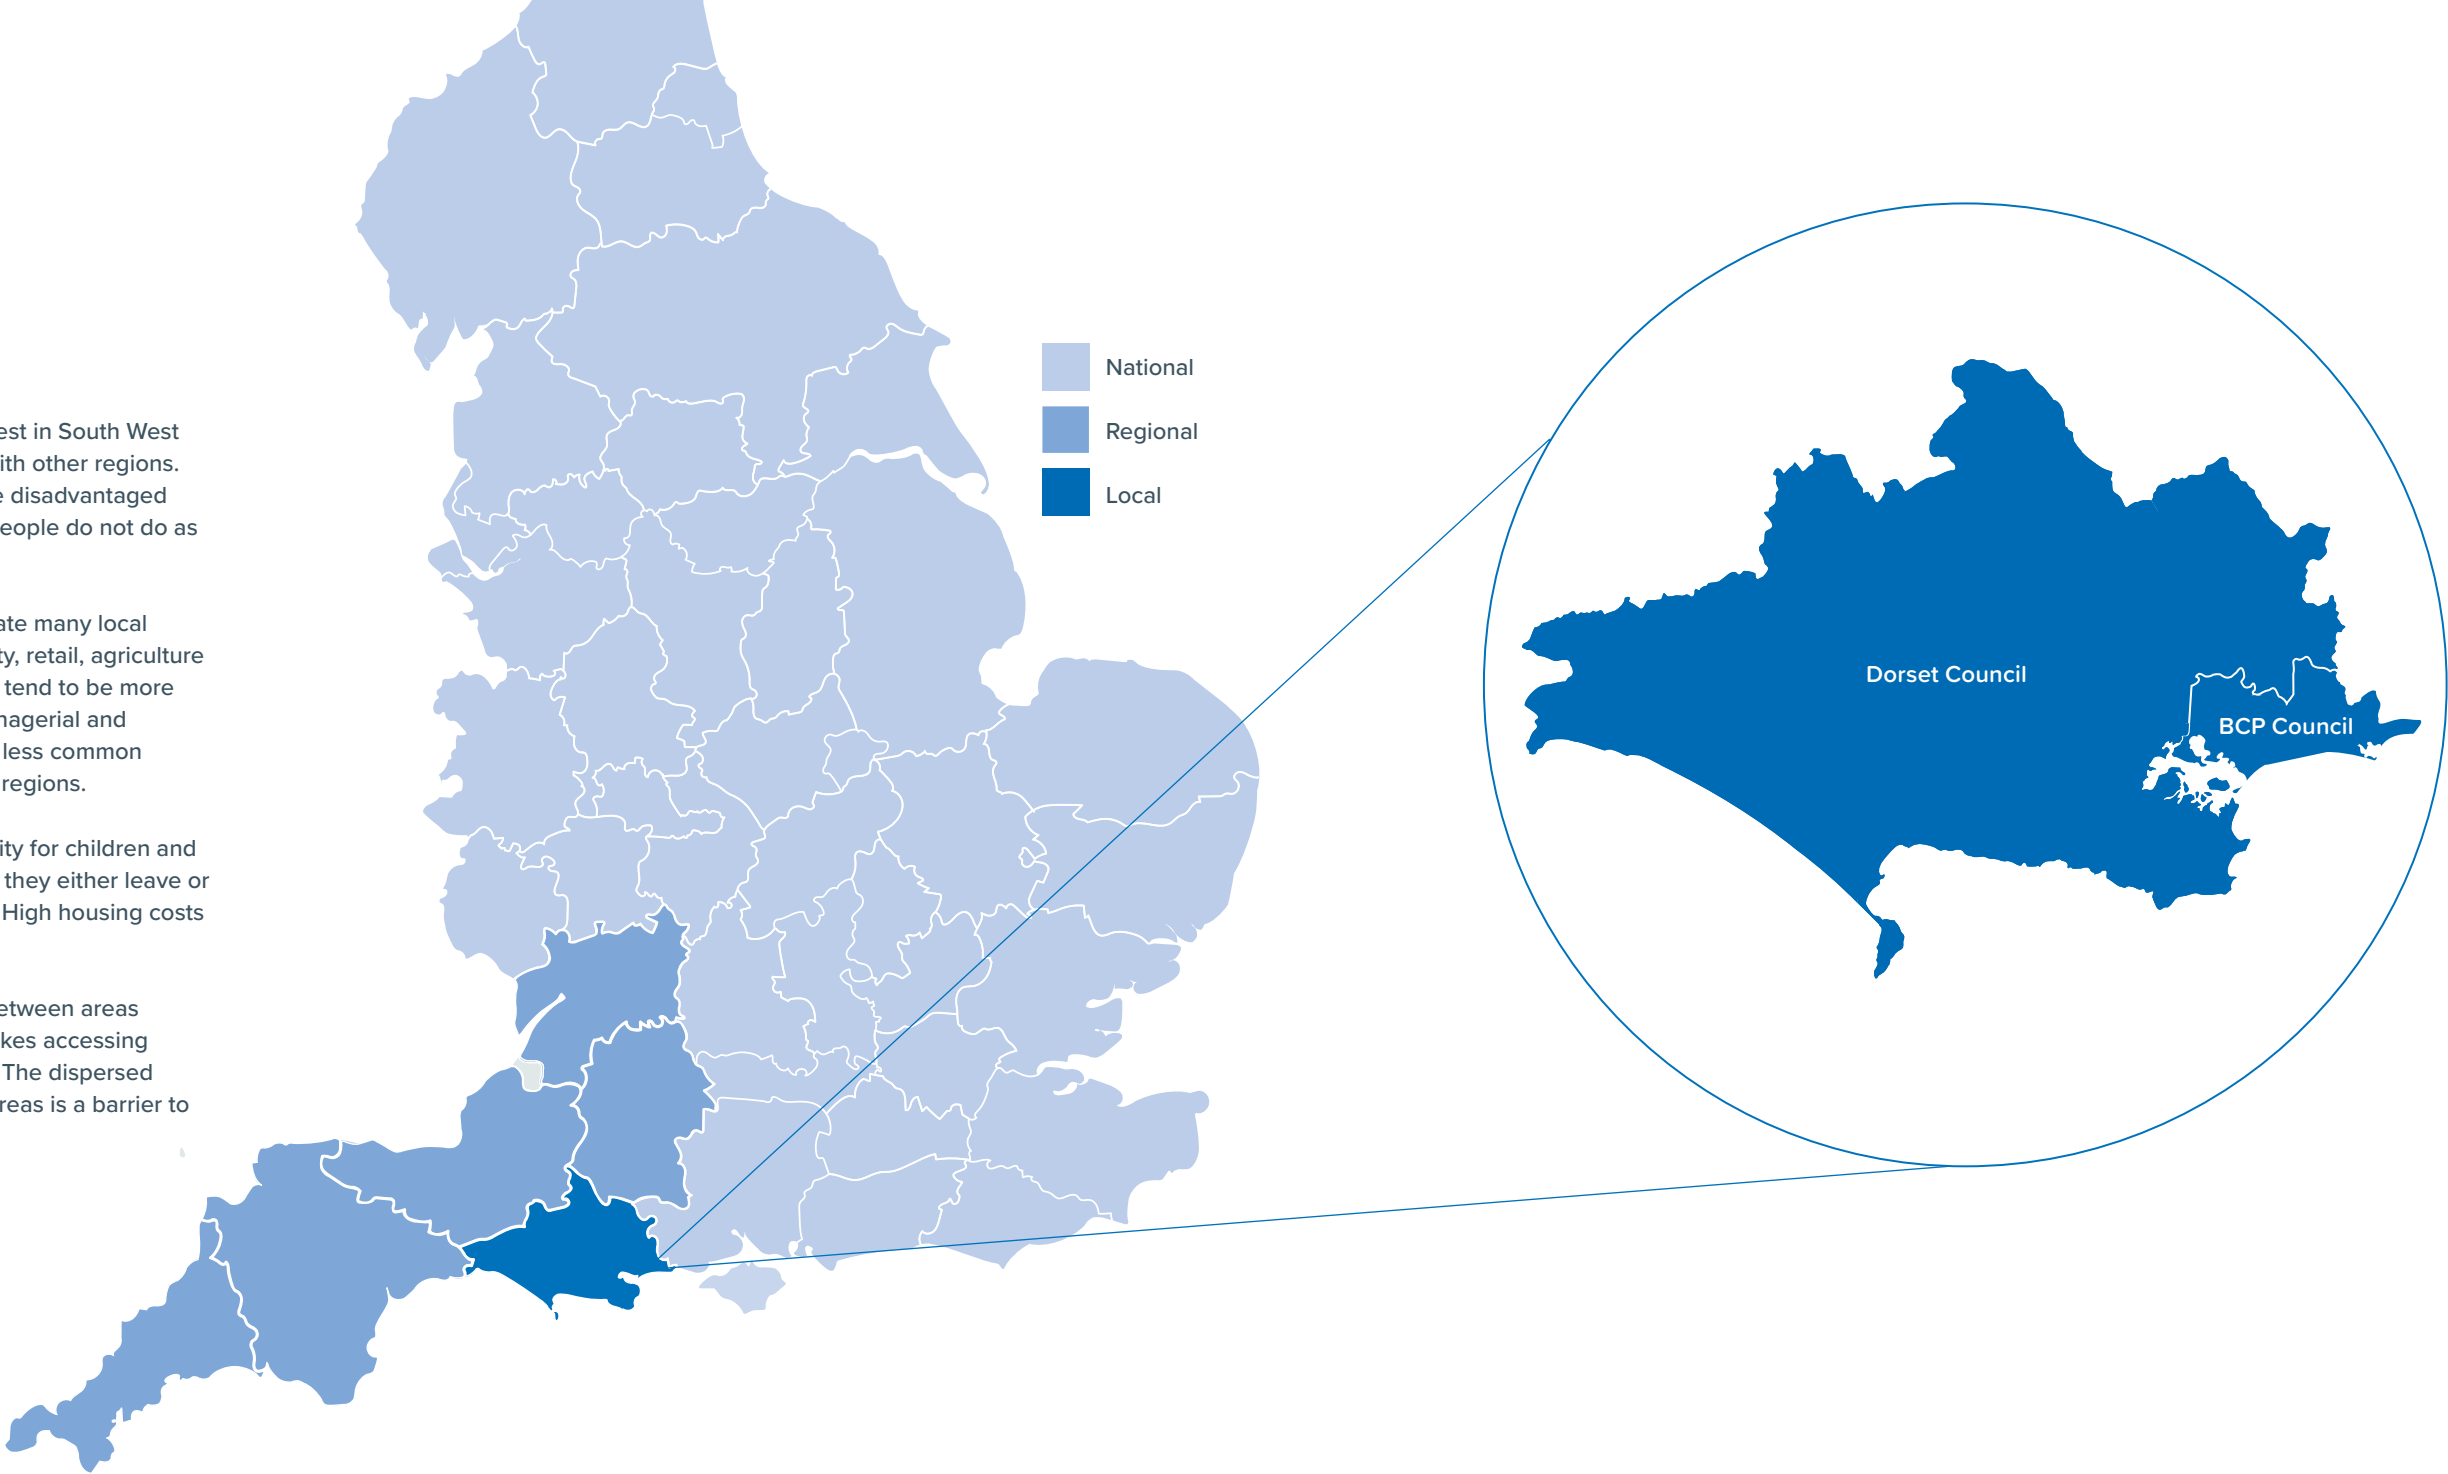 est in South West
ith other regions.
e disadvantaged
eople do not do as
ate many local
ty, retail, agriculture
tend to be more
nagerial and
less common
regions.
ity for children and
they either leave or
High housing costs
etween areas
kes accessing
The dispersed
reas is a barrier to
National
Regional
Local
Dorset Council
BCP Council